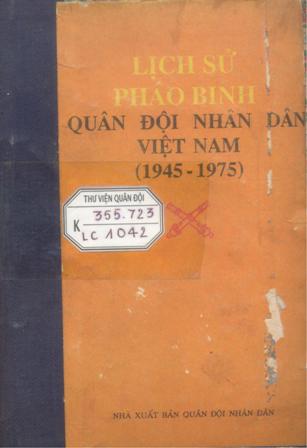 LỊCH SỬ
PHÁO BINH
QUÂN ĐỘI NHÂN DÂN
VIỆT NAM
(1945 - 1975)
THƯ VIỆN QUÂN ĐỘI
K 355.723
LC 1042
NHÀ XUẤT BẢN QUÂN ĐỘI NHÂN DÂN